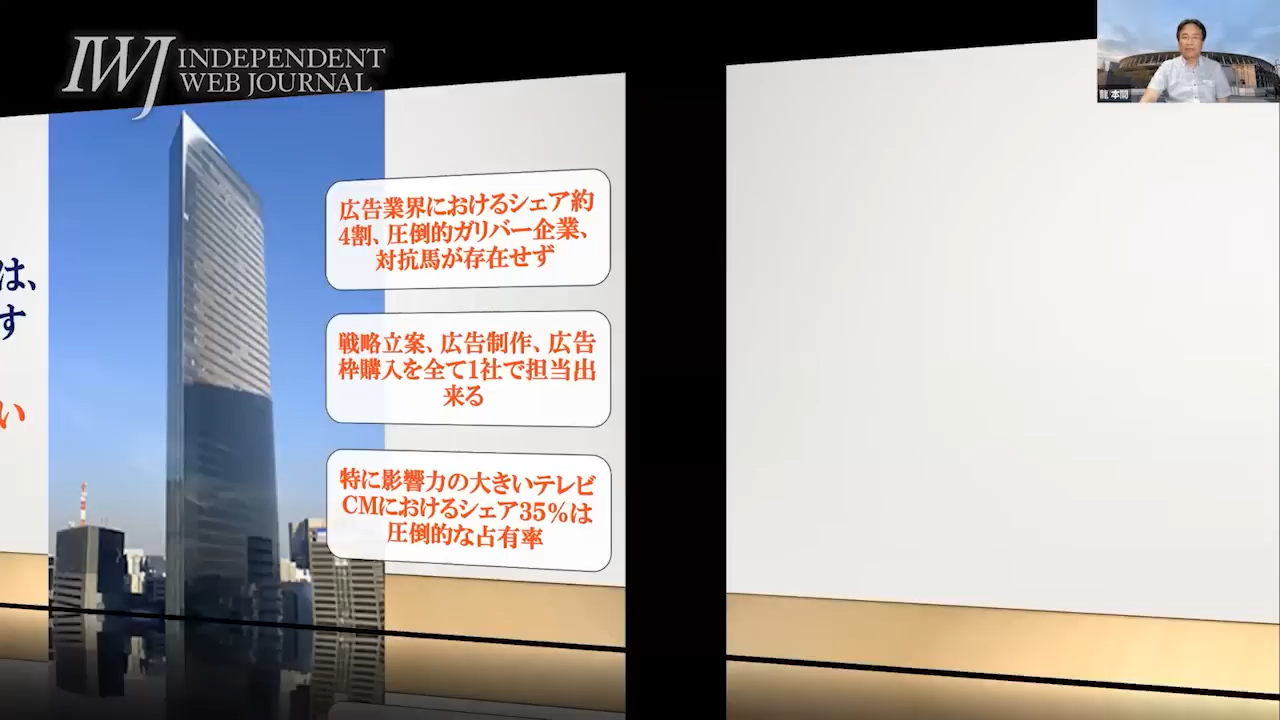 IWJ INDEPENDENT
WEB JOURNAL
龍 本間
は、
す
い
広告業界におけるシェア約
4割、圧倒的ガリバー企業、
対抗馬が存在せず
戦略立案、広告制作、広告
枠購入を全て1社で担当出
来る
特に影響力の大きいテレビ
CMにおけるシェア35%は
圧倒的な占有率